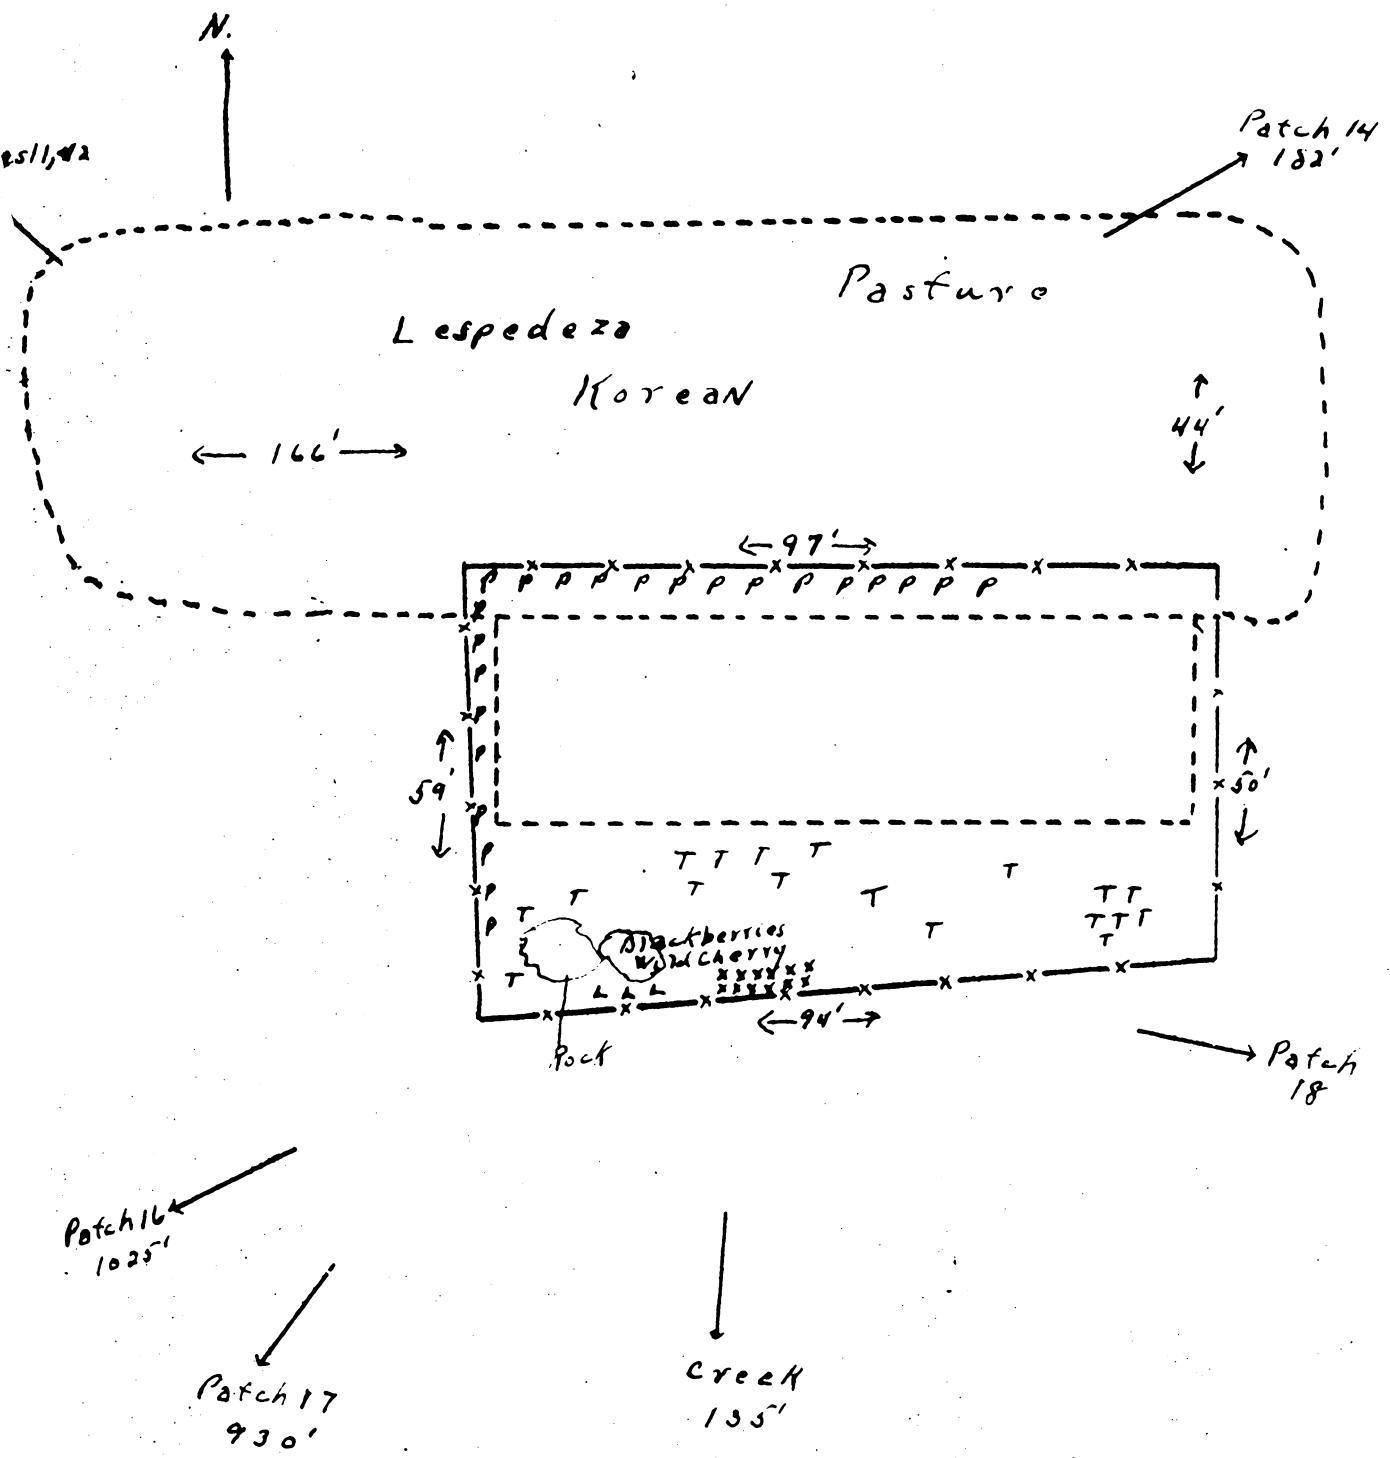 N.
Patch 14
182'
Pasture
Lespedeza
Korean
44'
166'
97'
P P P P P P P P P P P P P P
P
P
P
P
P
P
P
P
P
59'
50'
T T T T
T T
T T T T T
T T T T T
T
T
Blackberries
Wild Cherry
x x x x x x
x x x x x x
L L L
94'
Rock
Patch
18
Patch 16
1025'
Patch 17
930'
Creek
135'